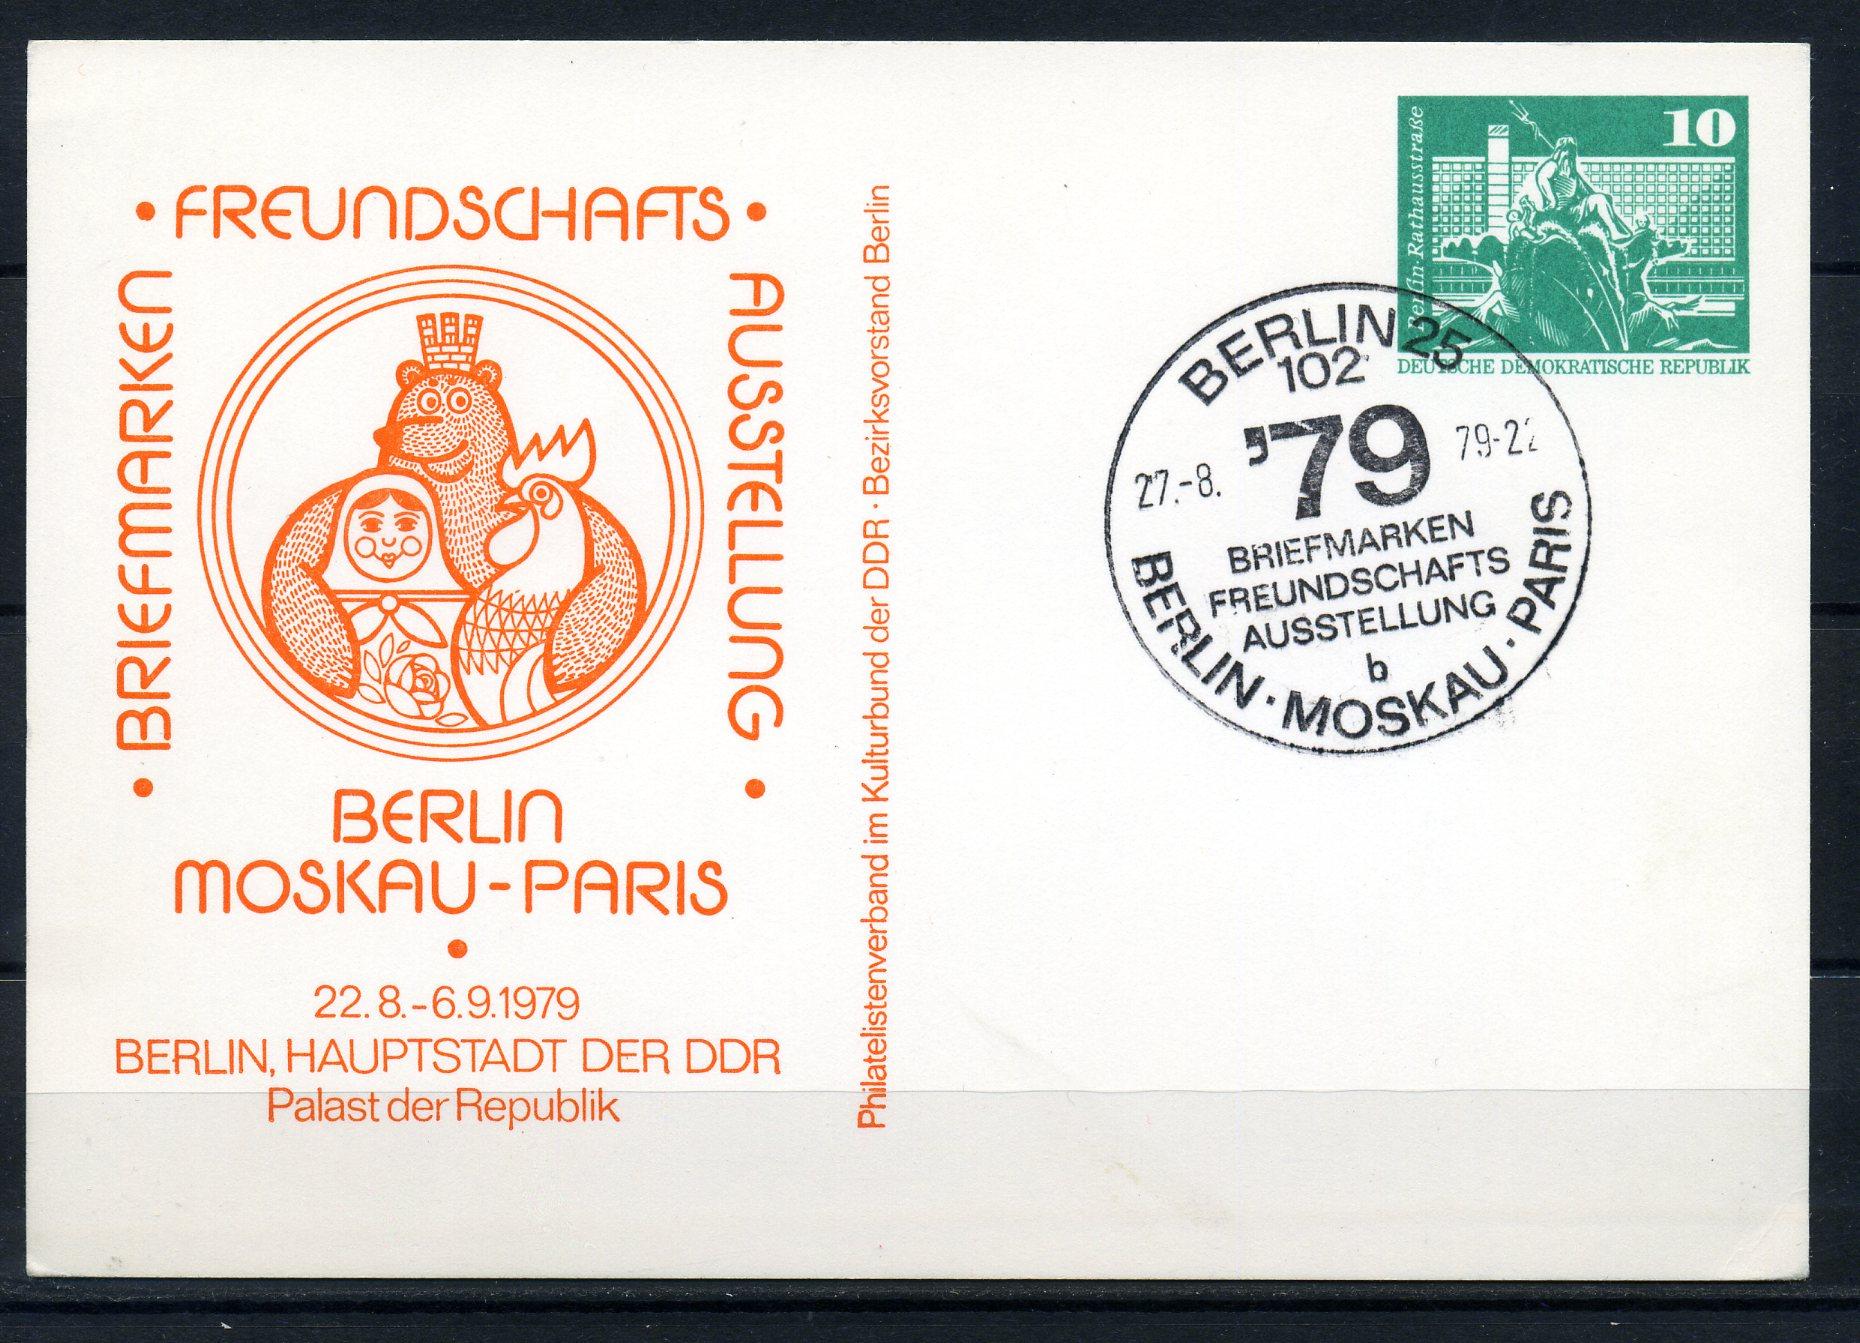 BRIEFMARKEN
• FREUNDSCHAFTS •
AUSSTELLUNG
BERLIN
MOSKAU-PARIS
22.8.-6.9.1979
BERLIN, HAUPTSTADT DER DDR
Palast der Republik
Philatelistenverband im Kulturbund der DDR · Bezirksvorstand Berlin
Berlin-Rathausstraße
10
DEUTSCHE DEMOKRATISCHE REPUBLIK
BERLIN 25
102
'79
27.-8.
79-22
BRIEFMARKEN
FREUNDSCHAFTS
AUSSTELLUNG
b
BERLIN · MOSKAU · PARIS